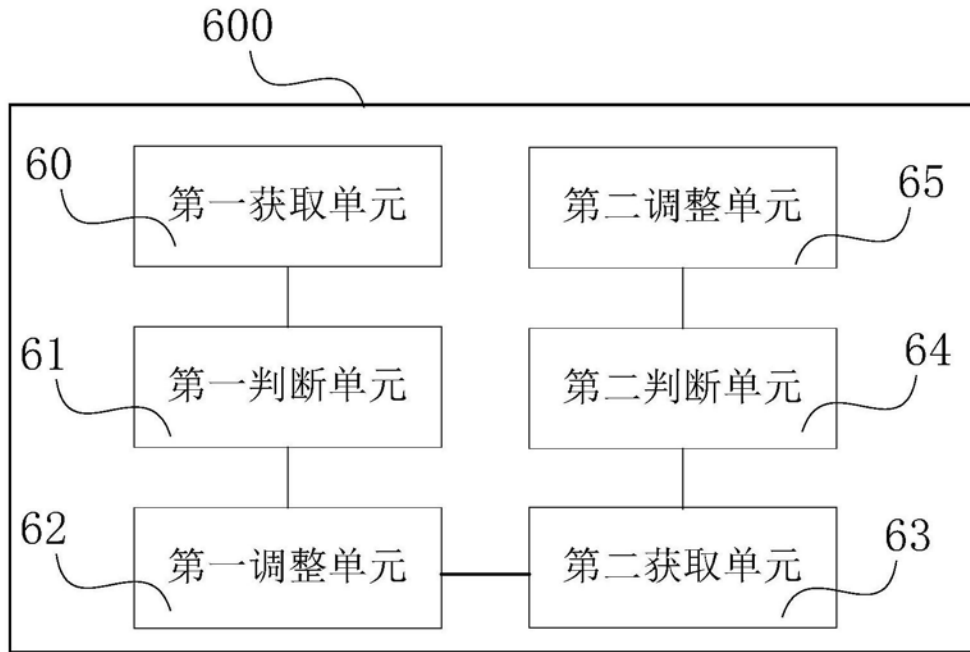 600
60
第一获取单元
第二调整单元
65
61
第一判断单元
第二判断单元
64
62
第一调整单元
第二获取单元
63